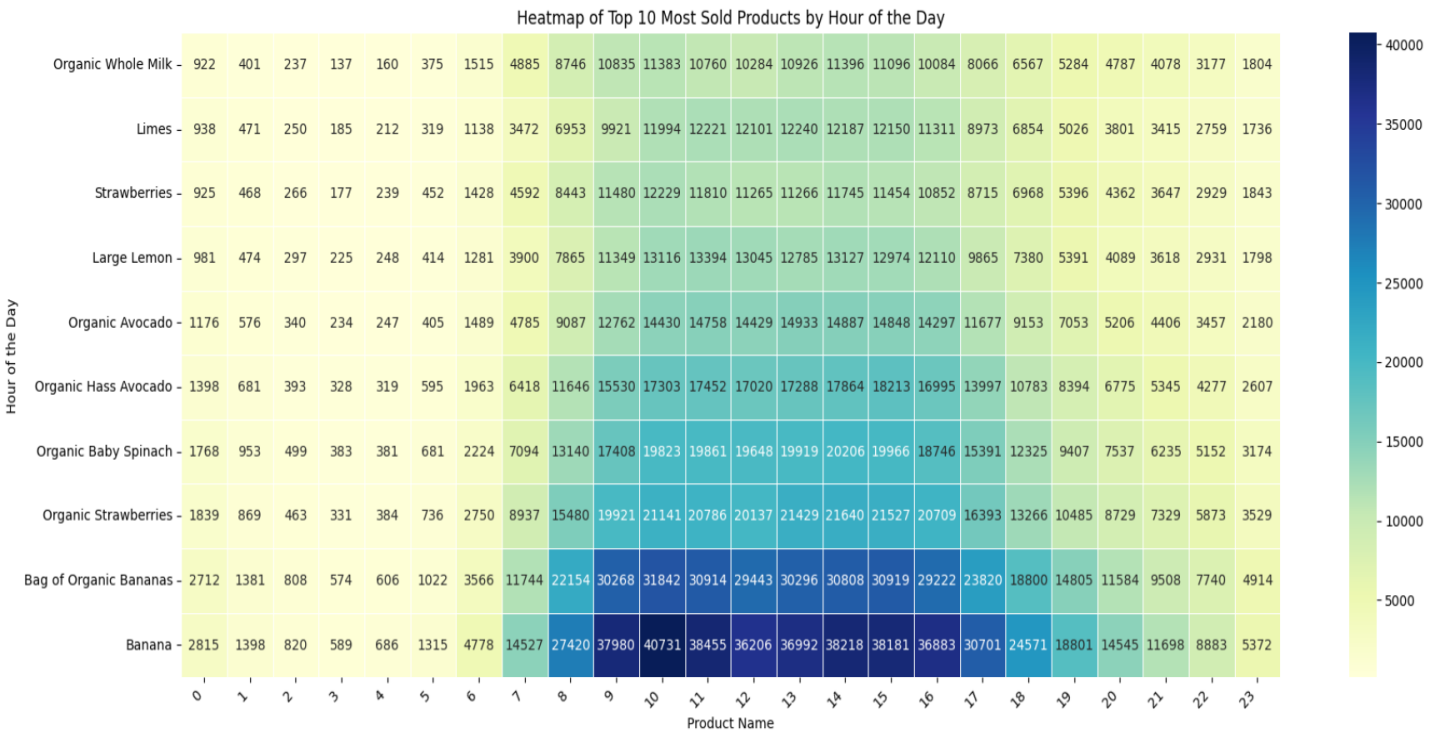 Heatmap of Top 10 Most Sold Products by Hour of the Day
Organic Whole Milk 922 401 237 137 160 375 1515 4885 8746 10835 11383 10760 10284 10926 11396 11096 10084 8066 6567 5284 4787 4078 3177 1804
Limes 938 471 250 185 212 319 1138 3472 6953 9921 11994 12221 12101 12240 12187 12150 11311 8973 6854 5026 3801 3415 2759 1736
Strawberries 925 468 266 177 239 452 1428 4592 8443 11480 12229 11810 11265 11266 11745 11454 10852 8715 6968 5396 4362 3647 2929 1843
Large Lemon 981 474 297 225 248 414 1281 3900 7865 11349 13116 13394 13045 12785 13127 12974 12110 9865 7380 5391 4089 3618 2931 1798
Organic Avocado 1176 576 340 234 247 405 1489 4785 9087 12762 14430 14758 14429 14933 14887 14848 14297 11677 9153 7053 5206 4406 3457 2180
Organic Hass Avocado 1398 681 393 328 319 595 1963 6418 11646 15530 17303 17452 17020 17288 17864 18213 16995 13997 10783 8394 6775 5345 4277 2607
Organic Baby Spinach 1768 953 499 383 381 681 2224 7094 13140 17408 19823 19861 19648 19919 20206 19966 18746 15391 12325 9407 7537 6235 5152 3174
Organic Strawberries 1839 869 463 331 384 736 2750 8937 15480 19921 21141 20786 20137 21429 21640 21527 20709 16393 13266 10485 8729 7329 5873 3529
Bag of Organic Bananas 2712 1381 808 574 606 1022 3566 11744 22154 30268 31842 30914 29443 30296 30808 30919 29222 23820 18800 14805 11584 9508 7740 4914
Banana 2815 1398 820 589 686 1315 4778 14527 27420 37980 40731 38455 36206 36992 38218 38181 36883 30701 24571 18801 14545 11698 8883 5372
0 1 2 3 4 5 6 7 8 9 10 11 12 13 14 15 16 17 18 19 20 21 22 23
Product Name
Hour of the Day
40000
35000
30000
25000
20000
15000
10000
5000